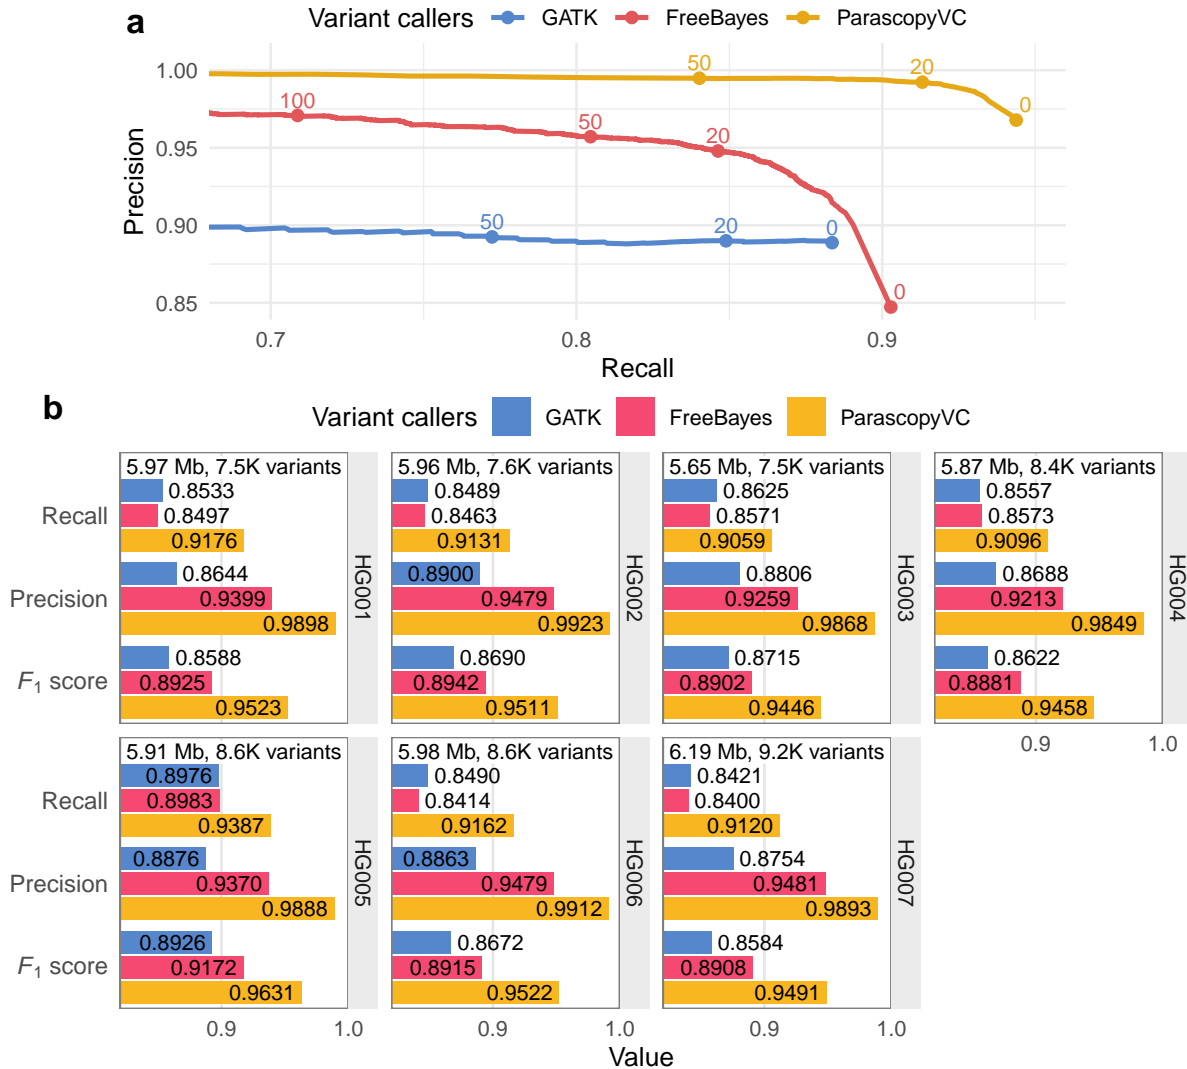 a
Variant callers GATK FreeBayes ParascopyVC
Precision
1.00
0.95
0.90
0.85
50 20 0
100 50 20 0
50 20 0
0.7 0.8 0.9
Recall
b
Variant callers GATK FreeBayes ParascopyVC
5.97 Mb, 7.5K variants
Recall
0.8533
0.8497
0.9176
Precision
0.8644
0.9399
0.9898
F1 score
0.8588
0.8925
0.9523
HG001
5.96 Mb, 7.6K variants
0.8489
0.8463
0.9131
0.8900
0.9479
0.9923
0.8690
0.8942
0.9511
HG002
5.65 Mb, 7.5K variants
0.8625
0.8571
0.9059
0.8806
0.9259
0.9868
0.8715
0.8902
0.9446
HG003
5.87 Mb, 8.4K variants
0.8557
0.8573
0.9096
0.8688
0.9213
0.9849
0.8622
0.8881
0.9458
HG004
0.9 1.0
5.91 Mb, 8.6K variants
Recall
0.8976
0.8983
0.9387
Precision
0.8876
0.9370
0.9888
F1 score
0.8926
0.9172
0.9631
HG005
0.9 1.0
5.98 Mb, 8.6K variants
0.8490
0.8414
0.9162
0.8863
0.9479
0.9912
0.8672
0.8915
0.9522
HG006
0.9 1.0
6.19 Mb, 9.2K variants
0.8421
0.8400
0.9120
0.8754
0.9481
0.9893
0.8584
0.8908
0.9491
HG007
0.9 1.0
Value